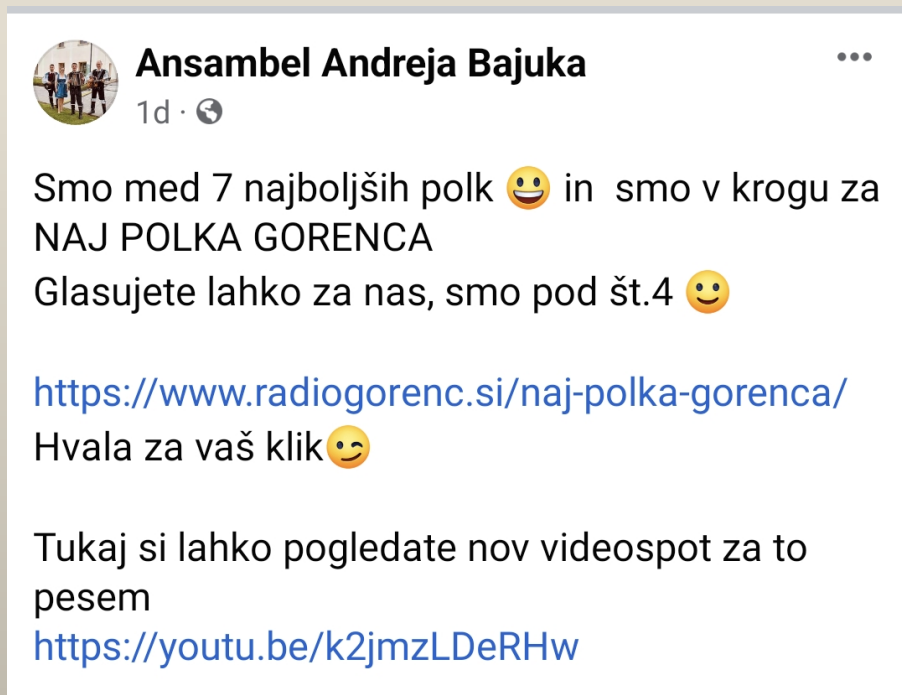 Ansambel Andreja Bajuka
1d ·
Smo med 7 najboljših polk 😀 in  smo v krogu za
NAJ POLKA GORENCA
Glasujete lahko za nas, smo pod št.4 🙂
https://www.radiogorenc.si/naj-polka-gorenca/
Hvala za vaš klik😉
Tukaj si lahko pogledate nov videospot za to
pesem
https://youtu.be/k2jmzLDeRHw